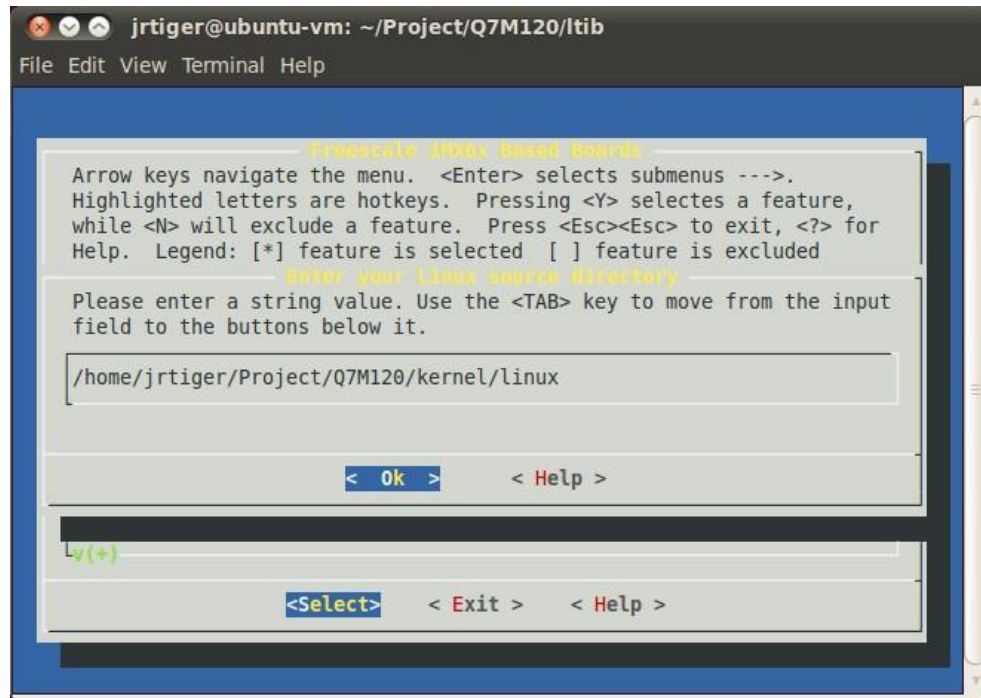 jrtiger@ubuntu-vm: ~/Project/Q7M120/ltib
File Edit View Terminal Help
Freescale iMX6x Based Boards
Arrow keys navigate the menu. <Enter> selects submenus --->.
Highlighted letters are hotkeys. Pressing <Y> selectes a feature,
while <N> will exclude a feature. Press <Esc><Esc> to exit, <?> for
Help. Legend: [*] feature is selected [ ] feature is excluded
Enter your Linux source directory
Please enter a string value. Use the <TAB> key to move from the input
field to the buttons below it.
/home/jrtiger/Project/Q7M120/kernel/linux
< Ok > < Help >
v(+)
<Select> < Exit > < Help >